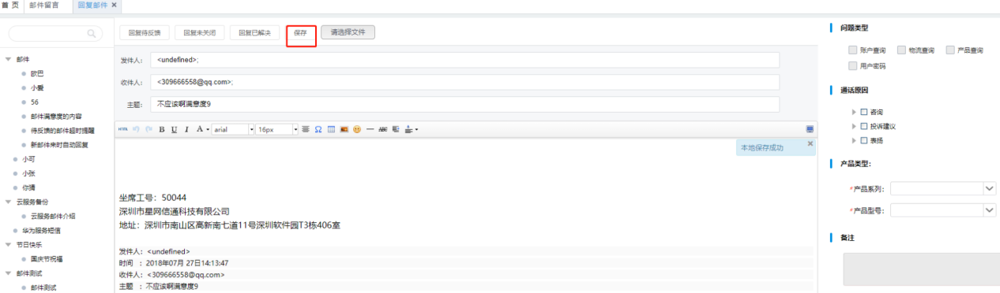 首 页 邮件留言 回复邮件 ×
回复待反馈 回复未关闭 回复已解决 保存 请选择文件
发件人: <undefined>;
收件人: <309666558@qq.com>;
主题: 不应该啊满意度9
HTML B U I A arial 16px Ω ABC
本地保存成功 ×
坐席工号：50044
深圳市星网信通科技有限公司
地址：深圳市南山区高新南七道11号深圳软件园T3栋406室
发件人: <undefined>
时间 : 2018年07月 27日14:13:47
收件人: <309666558@qq.com>
主题 : 不应该啊满意度9
邮件
欧巴
小爱
56
邮件满意度的内容
待反馈的邮件超时提醒
新邮件来时自动回复
小可
小张
你猜
云服务备份
云服务邮件介绍
华为服务短信
节日快乐
国庆节祝福
邮件测试
邮件测试
问题类型
账户查询 物流查询 产品查询
用户密码
通话原因
咨询
投诉建议
表扬
产品类型:
*产品系列:
*产品型号:
备注